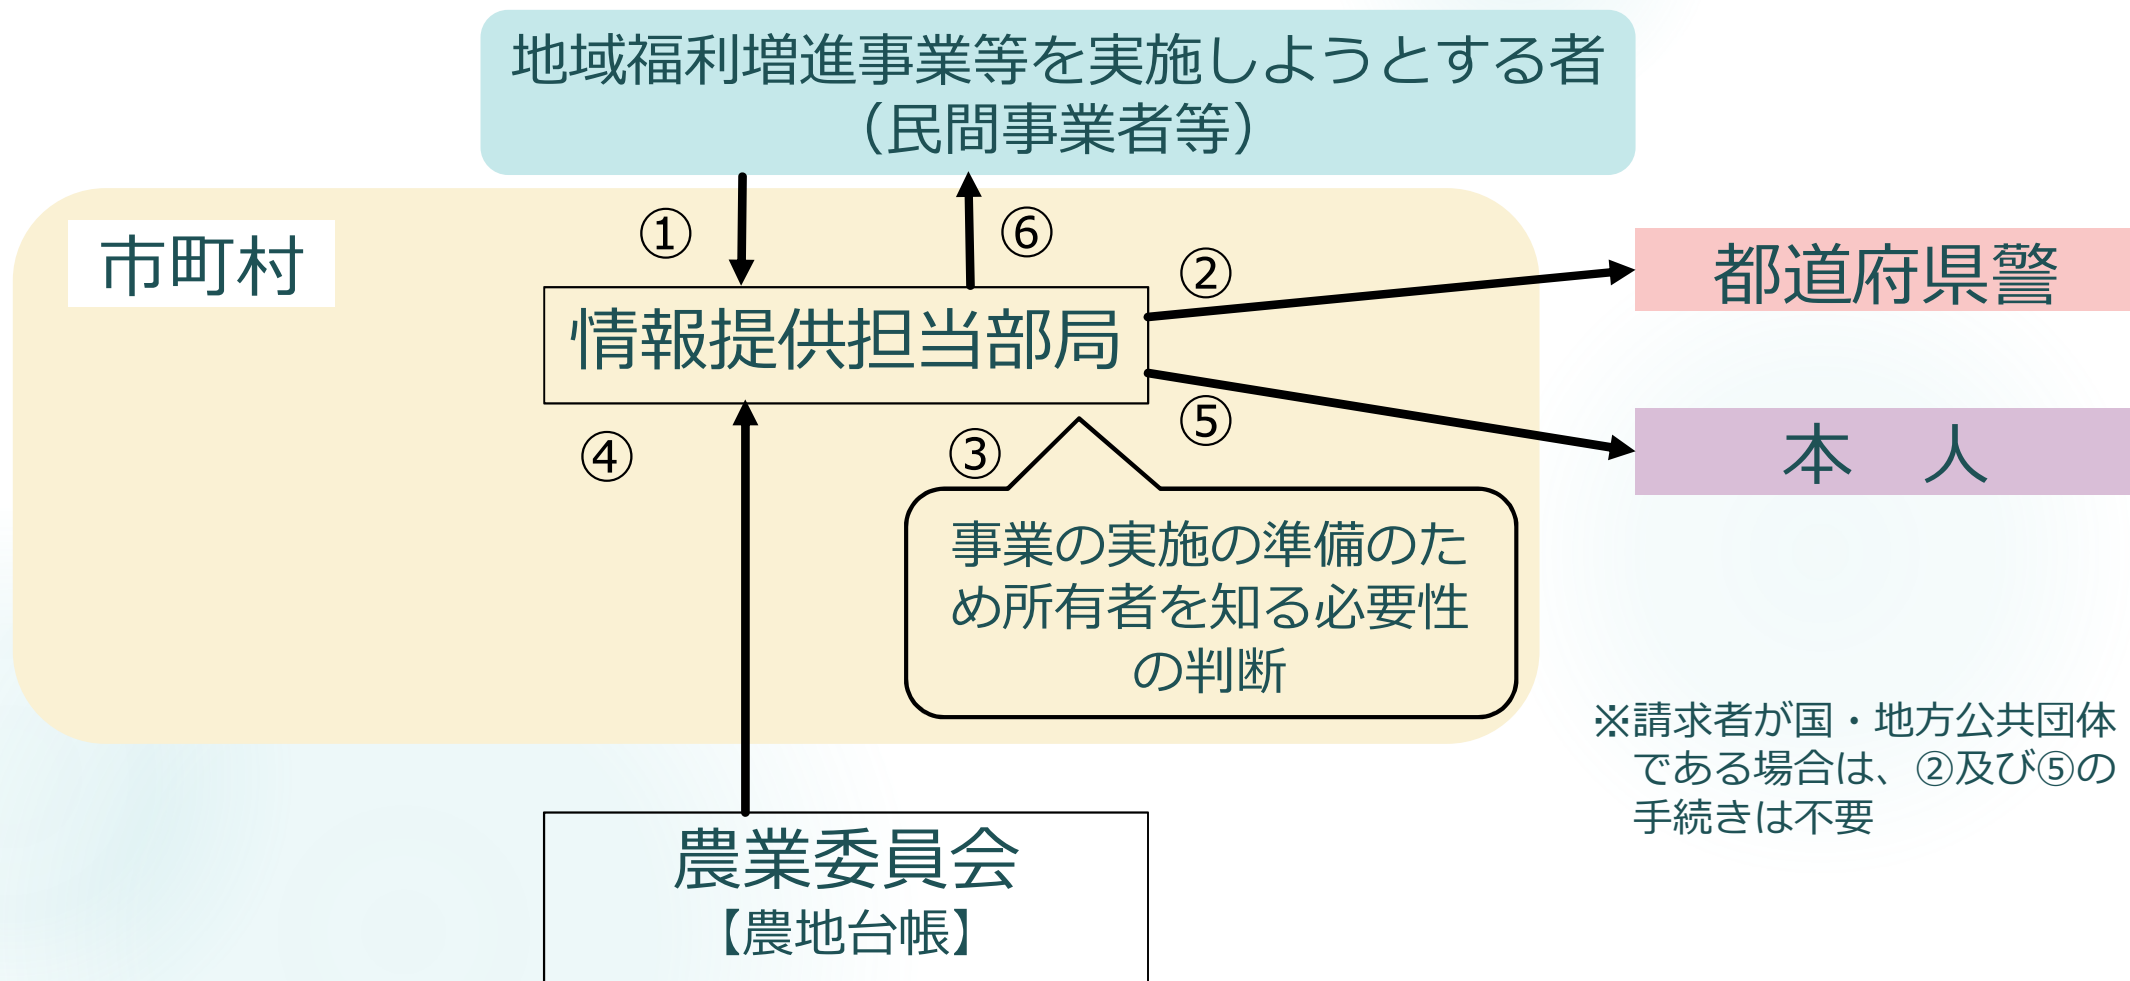 地域福利増進事業等を実施しようとする者
（民間事業者等）
市町村
①
⑥
②
都道府県警
情報提供担当部局
⑤
本　人
④
③
事業の実施の準備のた
め所有者を知る必要性
の判断
※請求者が国・地方公共団体
である場合は、②及び⑤の
手続きは不要
農業委員会
【農地台帳】